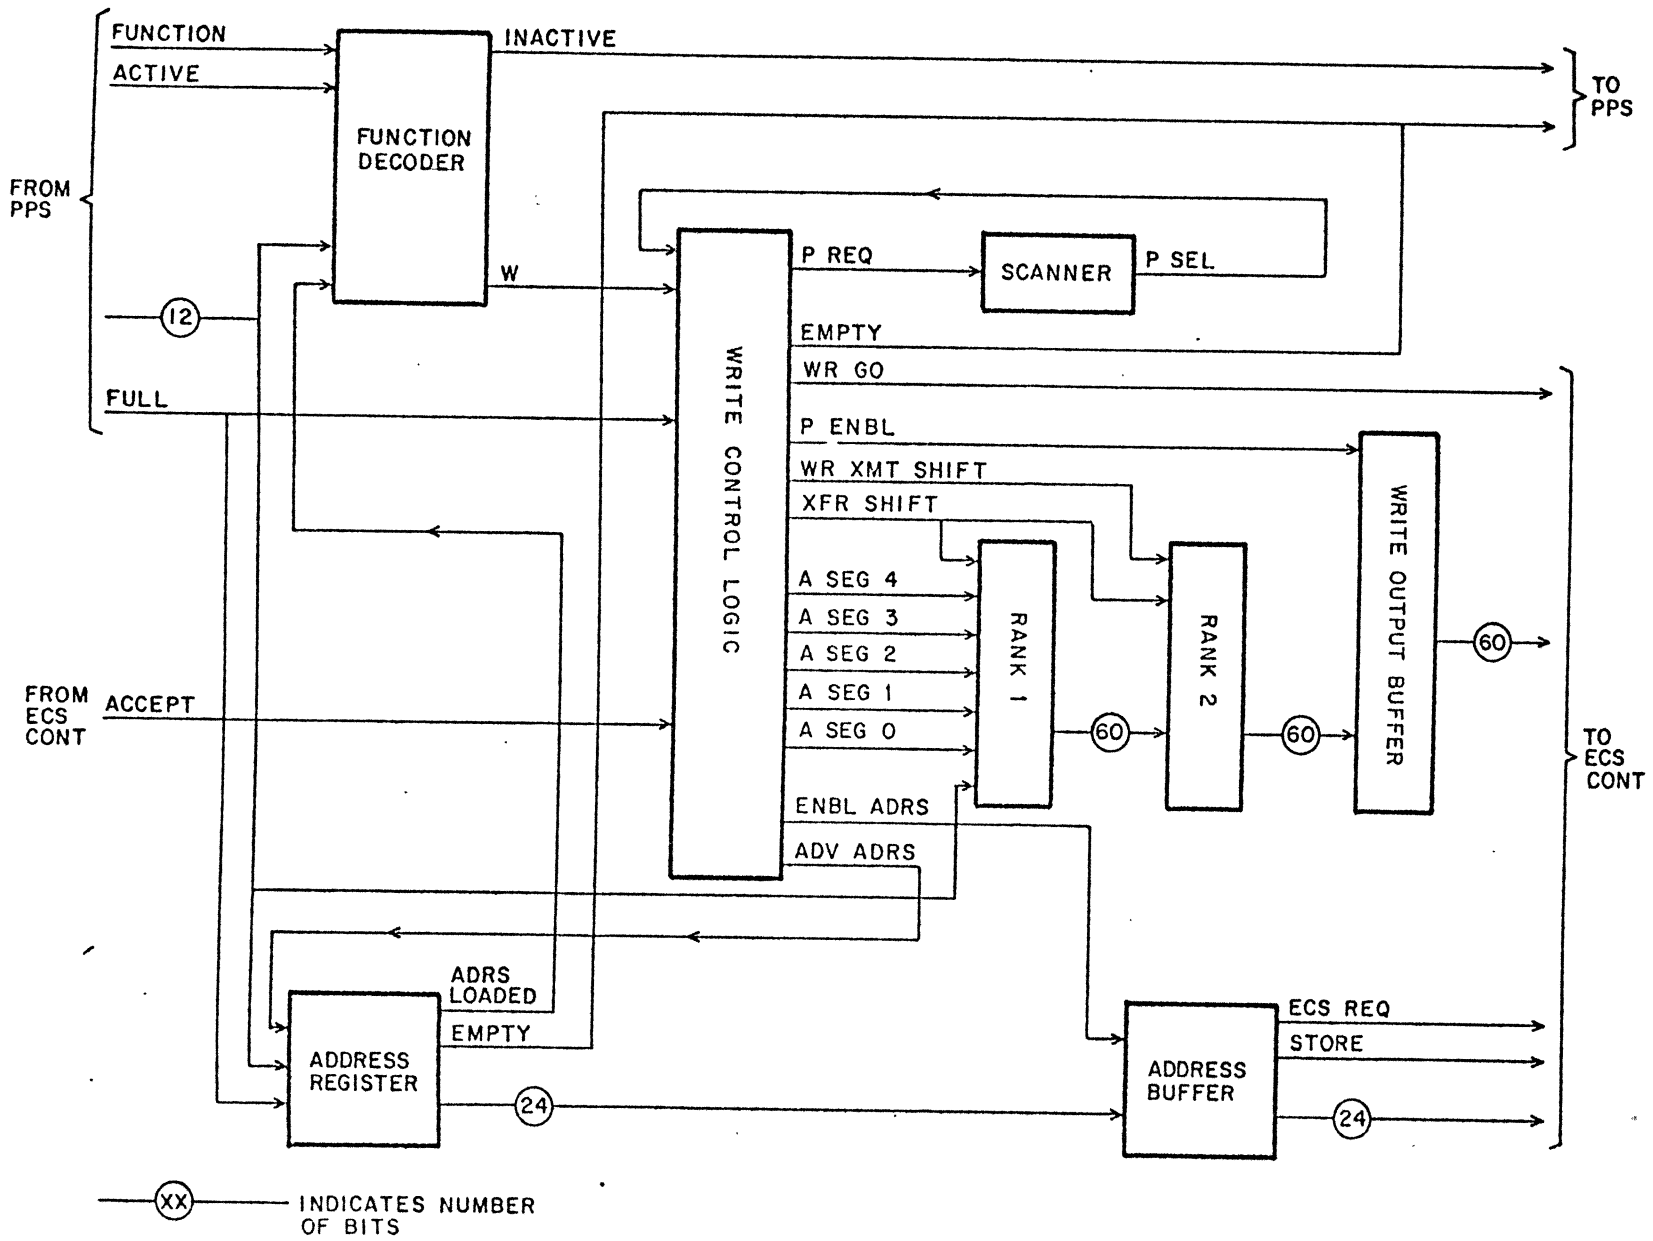 FUNCTION
INACTIVE
ACTIVE
TO
PPS
FUNCTION
DECODER
FROM
PPS
W
P REQ
SCANNER
P SEL
12
EMPTY
WR GO
FULL
P ENBL
WR XMT SHIFT
XFR SHIFT
WRITE CONTROL LOGIC
WRITE OUTPUT BUFFER
A SEG 4
A SEG 3
A SEG 2
A SEG 1
A SEG 0
RANK 1
RANK 2
60
60
60
FROM
ECS
CONT
ACCEPT
TO
ECS
CONT
ENBL ADRS
ADV ADRS
ADRS
LOADED
EMPTY
ADDRESS
REGISTER
24
ADDRESS
BUFFER
ECS REQ
STORE
24
XX
INDICATES NUMBER
OF BITS